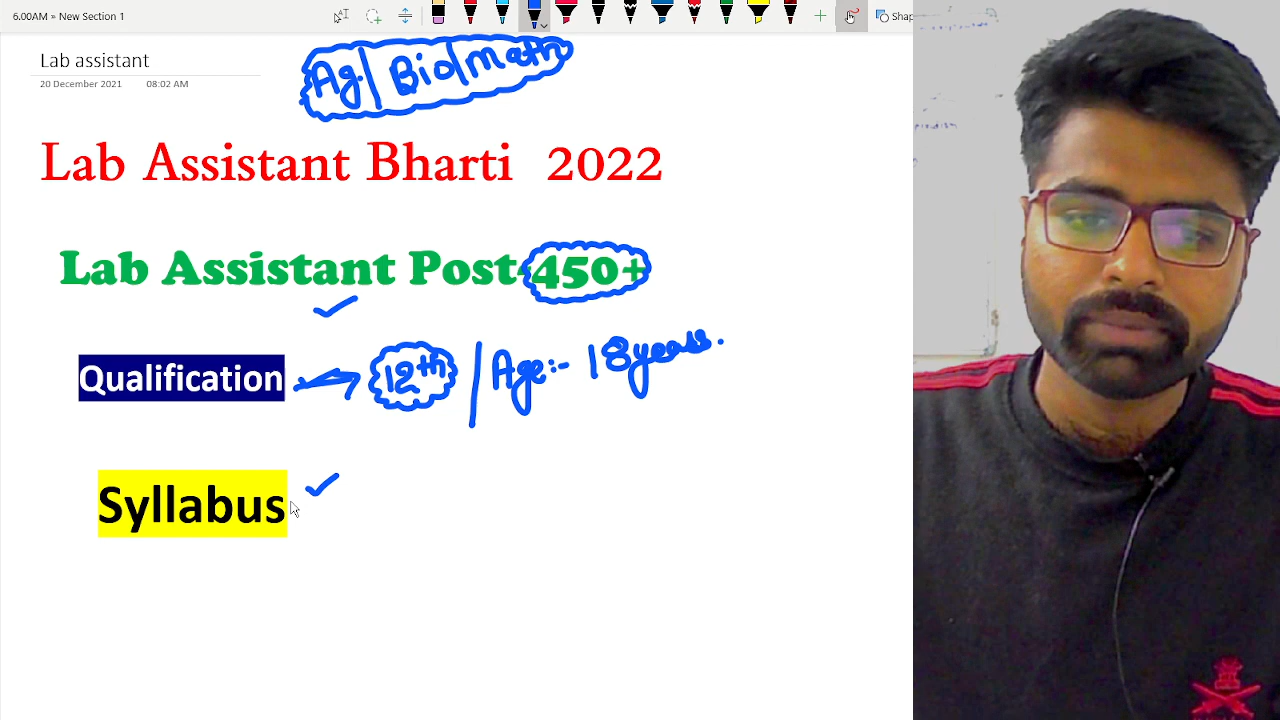 6.00AM » New Section 1
Shap
Lab assistant
20 December 2021 08:02 AM
Ag/Bio/Math
Lab Assistant Bharti 2022
Lab Assistant Post-450+
Qualification → 12th / Age:- 18 years.
Syllabus